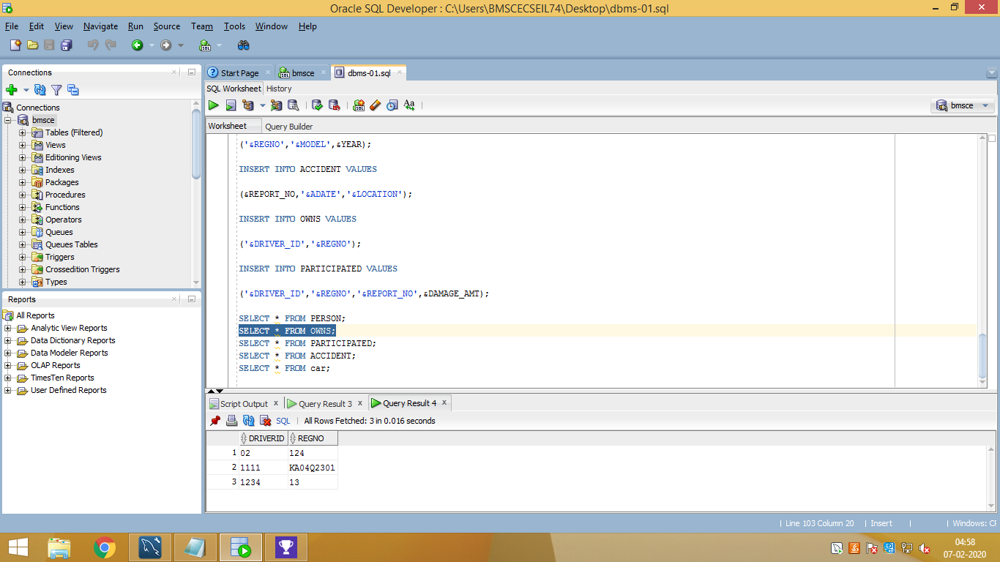 Oracle SQL Developer : C:\Users\BMSCECSEIL74\Desktop\dbms-01.sql
File Edit View Navigate Run Source Team Tools Window Help
Connections
Connections
bmsce
Tables (Filtered)
Views
Editioning Views
Indexes
Packages
Procedures
Functions
Operators
Queues
Queues Tables
Triggers
Crossedition Triggers
Types
Reports
All Reports
Analytic View Reports
Data Dictionary Reports
Data Modeler Reports
OLAP Reports
TimesTen Reports
User Defined Reports
Start Page bmsce dbms-01.sql
SQL Worksheet History
bmsce
Worksheet Query Builder
('&REGNO','&MODEL',&YEAR);
INSERT INTO ACCIDENT VALUES
(&REPORT_NO,'&ADATE','&LOCATION');
INSERT INTO OWNS VALUES
('&DRIVER_ID','&REGNO');
INSERT INTO PARTICIPATED VALUES
('&DRIVER_ID','&REGNO','&REPORT_NO',&DAMAGE_AMT);
SELECT * FROM PERSON;
SELECT * FROM OWNS;
SELECT * FROM PARTICIPATED;
SELECT * FROM ACCIDENT;
SELECT * FROM car;
Script Output Query Result 3 Query Result 4
SQL All Rows Fetched: 3 in 0.016 seconds
DRIVERID REGNO
1 02 124
2 1111 KA04Q2301
3 1234 13
Line 103 Column 20 Insert Windows: CF
04:58
07-02-2020